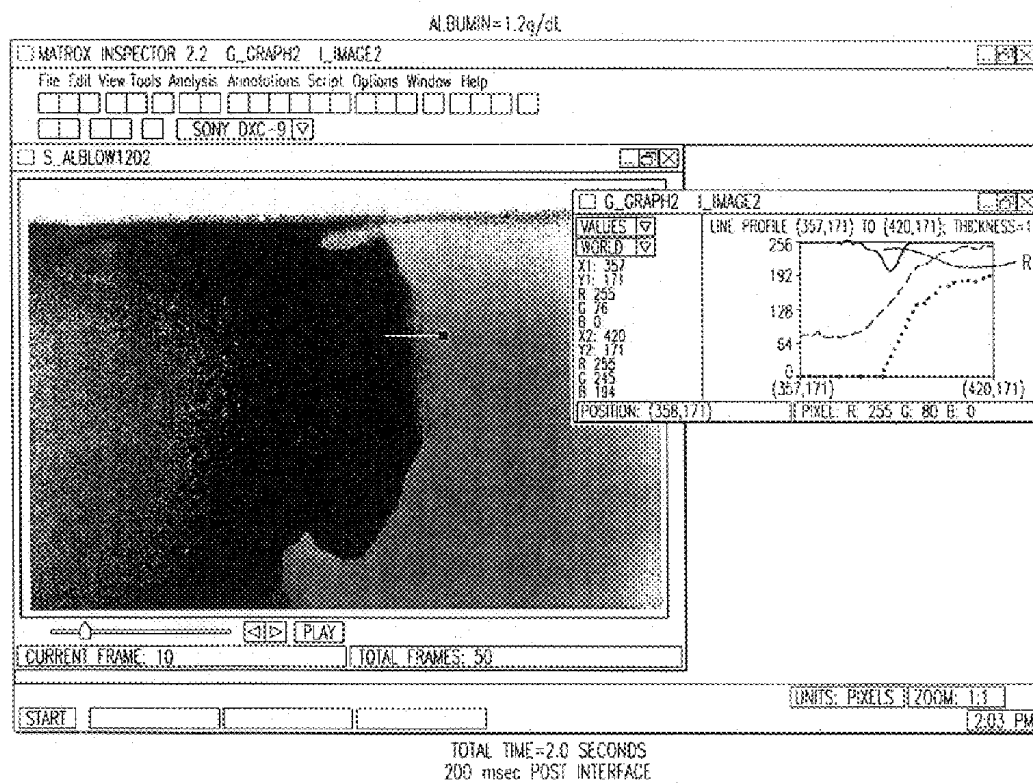 ALBUMIN=1.2g/dL
MATROX INSPECTOR 2.2 G_GRAPH2 I_IMAGE2
File Edit View Tools Analysis Annotations Script Options Window Help
SONY DXC-9
S_ALBLOW12D2
G_GRAPH2 I_IMAGE2
VALUES
WORLD
X1: 357
Y1: 171
R 255
G 76
B 0
X2: 420
Y2: 171
R 255
G 245
B 194
LINE PROFILE (357,171) TO (420,171); THICKNESS=1
256
192
128
64
0
R
(357,171) (420,171)
POSITION: (358,171) PIXEL: R: 255 G: 80 B: 0
PLAY
CURRENT FRAME: 10 TOTAL FRAMES: 50
UNITS: PIXELS ZOOM: 1:1
START 2:03 PM
TOTAL TIME=2.0 SECONDS
200 msec POST INTERFACE